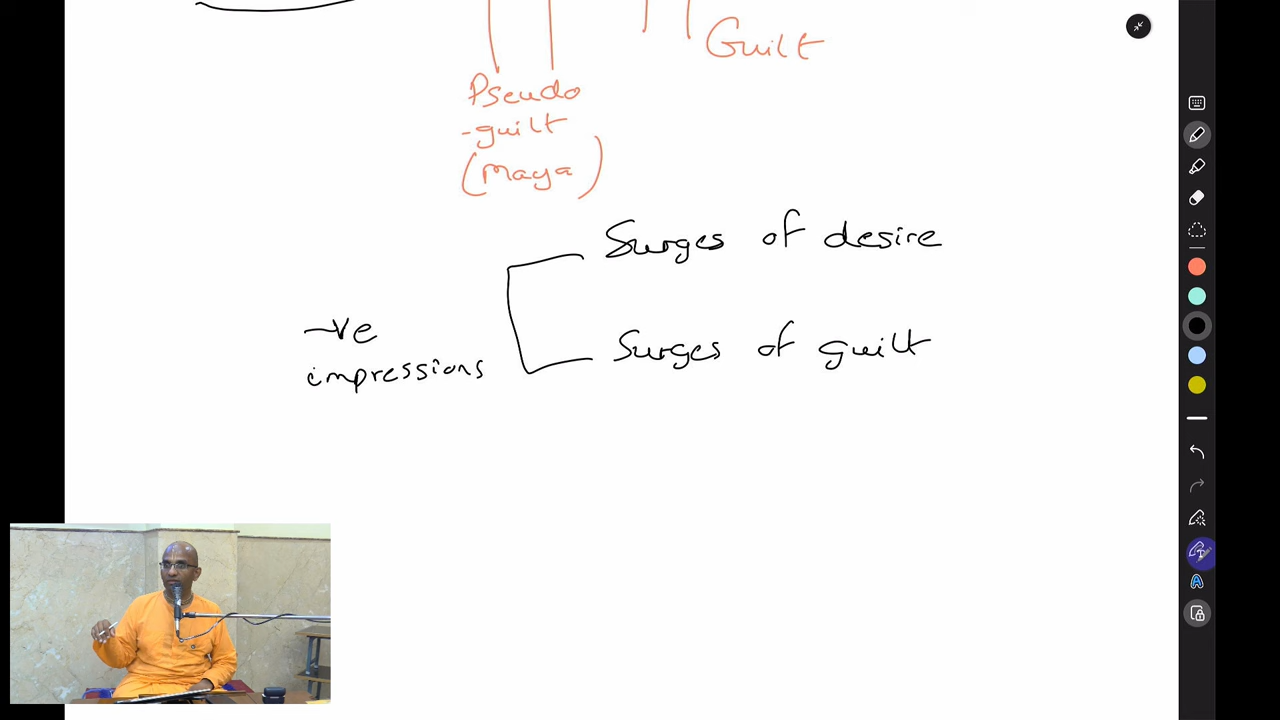 Guilt
Pseudo
-guilt
(Maya)
Surges of desire
-ve
impressions
Surges of guilt